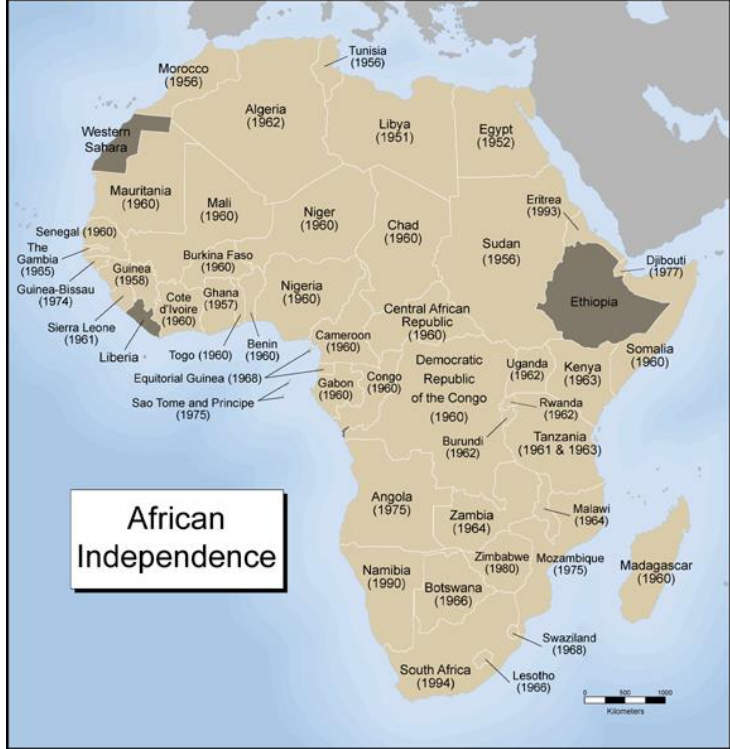 Tunisia
(1956)
Morocco
(1956)
Algeria
(1962)
Libya
(1951)
Egypt
(1952)
Western
Sahara
Mauritania
(1960)
Mali
(1960)
Niger
(1960)
Chad
(1960)
Sudan
(1956)
Eritrea
(1993)
Djibouti
(1977)
Senegal (1960)
The
Gambia
(1965)
Guinea-Bissau
(1974)
Guinea
(1958)
Sierra Leone
(1961)
Liberia
Cote
d'Ivoire
(1960)
Burkina Faso
(1960)
Ghana
(1957)
Togo (1960)
Benin
(1960)
Nigeria
(1960)
Cameroon
(1960)
Central African
Republic
(1960)
Ethiopia
Somalia
(1960)
Equitorial Guinea (1968)
Sao Tome and Principe
(1975)
Gabon
(1960)
Congo
(1960)
Democratic
Republic
of the Congo
(1960)
Uganda
(1962)
Kenya
(1963)
Rwanda
(1962)
Burundi
(1962)
Tanzania
(1961 & 1963)
Angola
(1975)
Zambia
(1964)
Malawi
(1964)
Mozambique
(1975)
Zimbabwe
(1980)
Madagascar
(1960)
Namibia
(1990)
Botswana
(1966)
Swaziland
(1968)
Lesotho
(1966)
South Africa
(1994)
African
Independence
0 500 1000
Kilometers